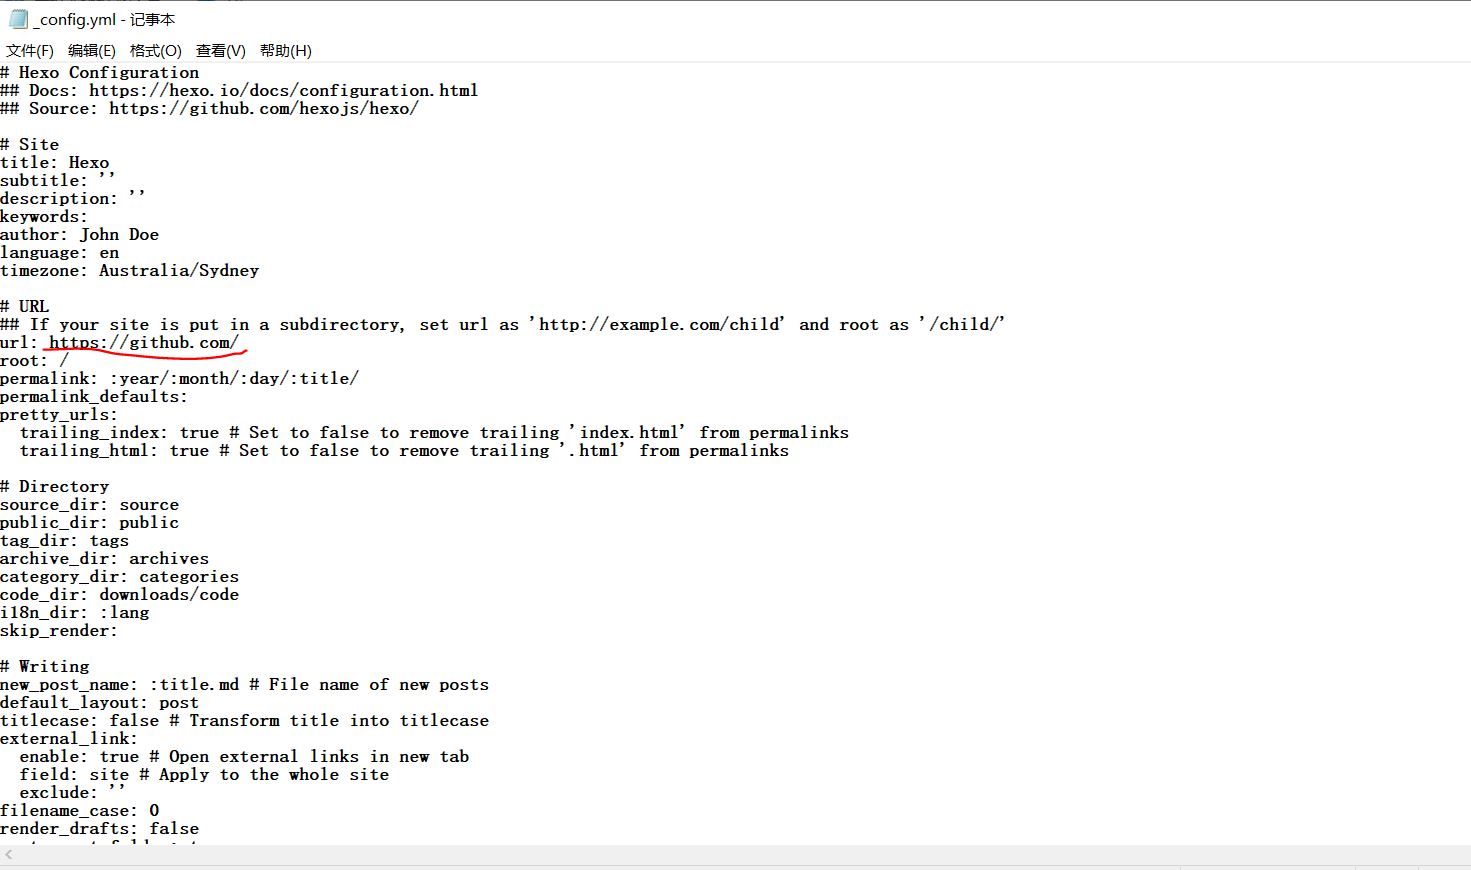 _config.yml - 记事本
文件(F) 编辑(E) 格式(O) 查看(V) 帮助(H)
# Hexo Configuration
## Docs: https://hexo.io/docs/configuration.html
## Source: https://github.com/hexojs/hexo/
# Site
title: Hexo
subtitle: ''
description: ''
keywords:
author: John Doe
language: en
timezone: Australia/Sydney
# URL
## If your site is put in a subdirectory, set url as 'http://example.com/child' and root as '/child/'
url: https://github.com/
root: /
permalink: :year/:month/:day/:title/
permalink_defaults:
pretty_urls:
  trailing_index: true # Set to false to remove trailing 'index.html' from permalinks
  trailing_html: true # Set to false to remove trailing '.html' from permalinks
# Directory
source_dir: source
public_dir: public
tag_dir: tags
archive_dir: archives
category_dir: categories
code_dir: downloads/code
i18n_dir: :lang
skip_render:
# Writing
new_post_name: :title.md # File name of new posts
default_layout: post
titlecase: false # Transform title into titlecase
external_link:
  enable: true # Open external links in new tab
  field: site # Apply to the whole site
  exclude: ''
filename_case: 0
render_drafts: false